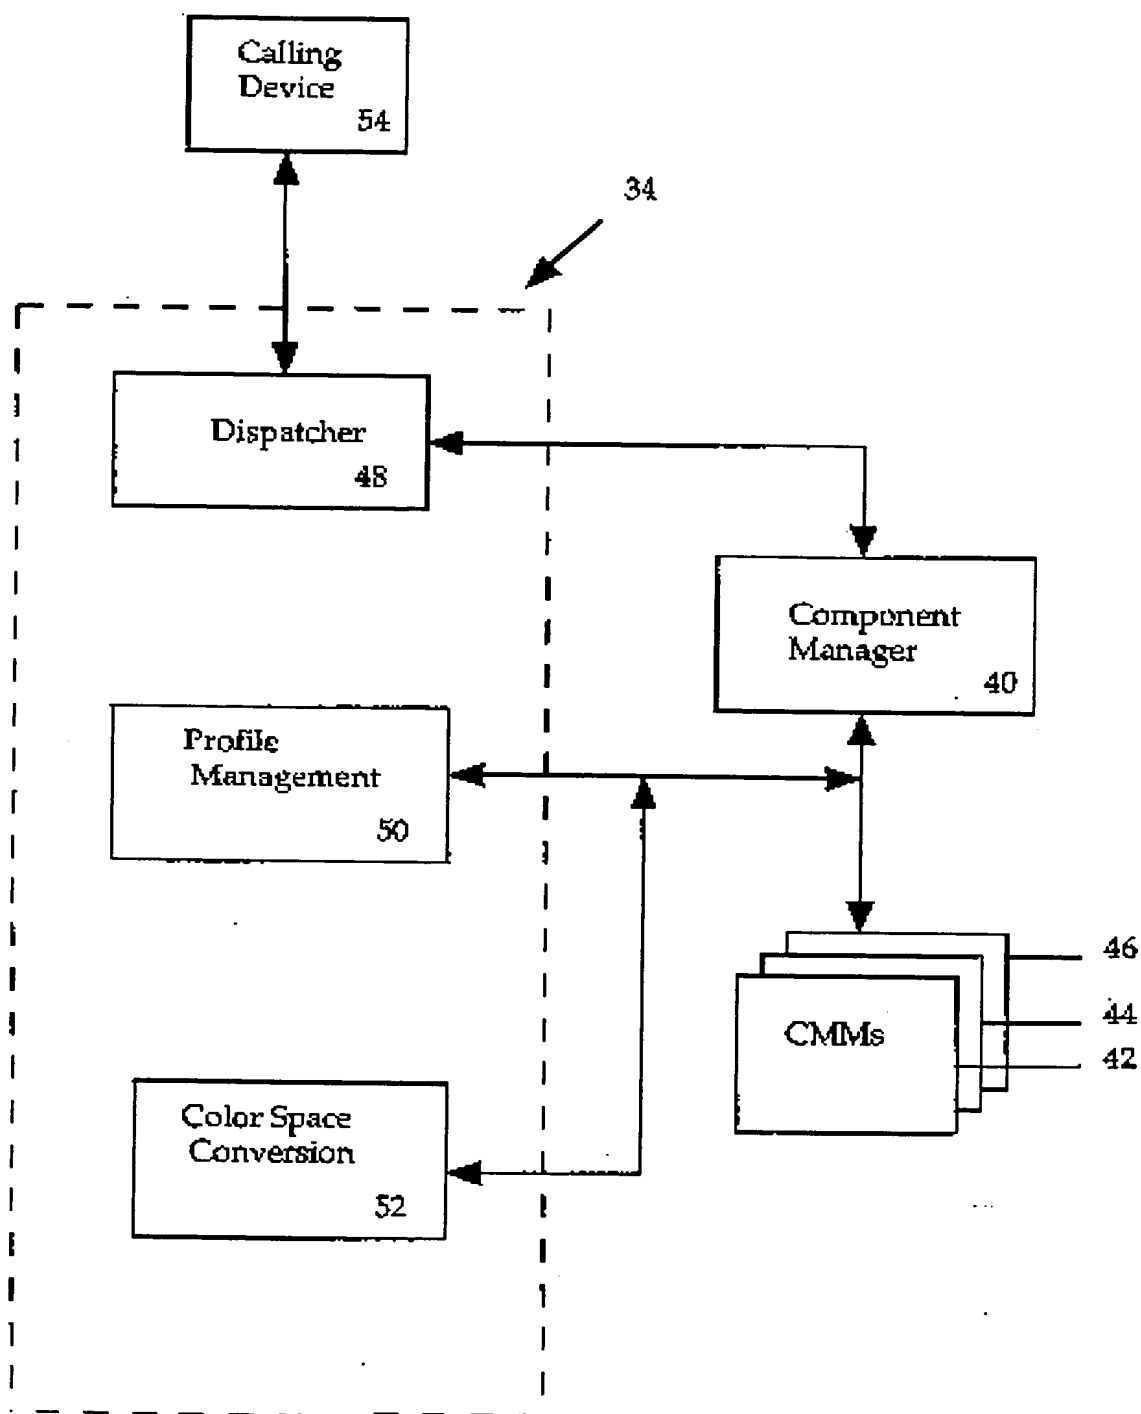 Calling
Device
54
34
Dispatcher
48
Component
Manager
40
Profile
Management
50
46
44
CMMs
42
Color Space
Conversion
52